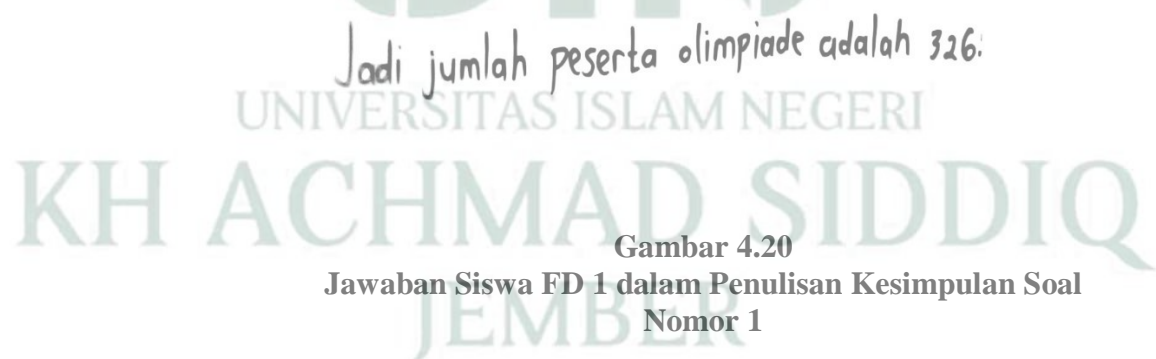 Jadi jumlah peserta olimpiade adalah 326.
UNIVERSITAS ISLAM NEGERI
KH ACHMAD SIDDIQ
Gambar 4.20
Jawaban Siswa FD 1 dalam Penulisan Kesimpulan Soal
Nomor 1
JEMBER